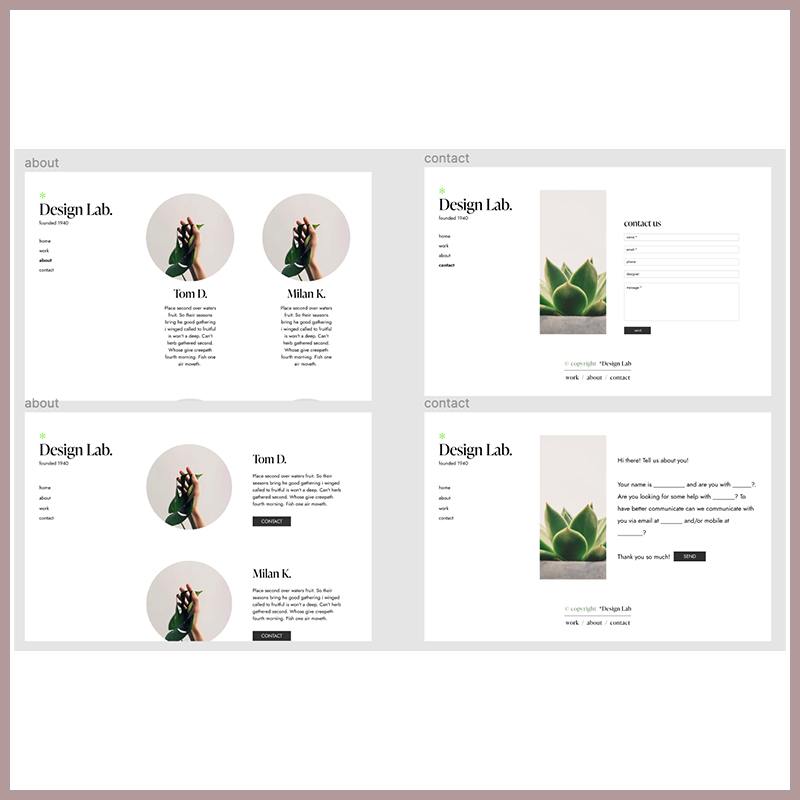 about
*
Design Lab.
founded 1940
home
work
about
contact
Tom D.
Place second over waters
fruit. So their seasons
bring he good gathering
i winged called to fruitful
is won't a deep. Can't
herb gathered second.
Whose give creepeth
fourth morning. Fish one
air moveth.
Milan K.
Place second over waters
fruit. So their seasons
bring he good gathering
i winged called to fruitful
is won't a deep. Can't
herb gathered second.
Whose give creepeth
fourth morning. Fish one
air moveth.
contact
*
Design Lab.
founded 1940
home
work
about
contact
contact us
name *
email *
phone
designer
message *
send
© copyright *Design Lab
work / about / contact
about
*
Design Lab.
founded 1940
home
about
work
contact
Tom D.
Place second over waters fruit. So their
seasons bring he good gathering i winged
called to fruitful is won't a deep. Can't herb
gathered second. Whose give creepeth
fourth morning. Fish one air moveth.
CONTACT
Milan K.
Place second over waters fruit. So their
seasons bring he good gathering i winged
called to fruitful is won't a deep. Can't herb
gathered second. Whose give creepeth
fourth morning. Fish one air moveth.
CONTACT
contact
*
Design Lab.
founded 1940
home
about
work
contact
Hi there! Tell us about you!
Your name is __________ and are you with ______?.
Are you looking for some help with _______? To
have better communicate can we communicate with
you via email at _______ and/or mobile at
________?
Thank you so much! SEND
© copyright *Design Lab
work / about / contact